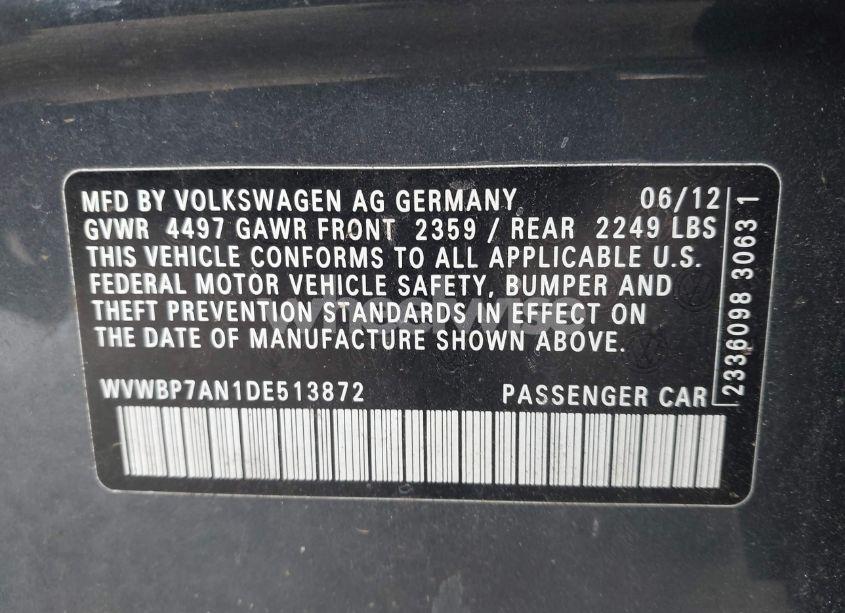 MFD BY VOLKSWAGEN AG GERMANY 06/12
GVWR 4497 GAWR FRONT 2359 / REAR 2249 LBS
THIS VEHICLE CONFORMS TO ALL APPLICABLE U.S.
FEDERAL MOTOR VEHICLE SAFETY, BUMPER AND
THEFT PREVENTION STANDARDS IN EFFECT ON
THE DATE OF MANUFACTURE SHOWN ABOVE.
WVWBP7AN1DE513872 PASSENGER CAR
2336098 3063 1